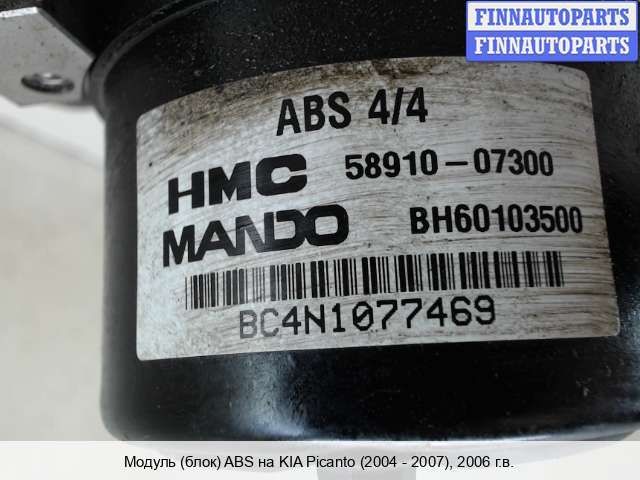 FINNAUTOPARTS
FINNAUTOPARTS
ABS 4/4
HMC 58910-07300
MANDO BH60103500
BC4N1077469
Модуль (блок) ABS на KIA Picanto (2004 - 2007), 2006 г.в.